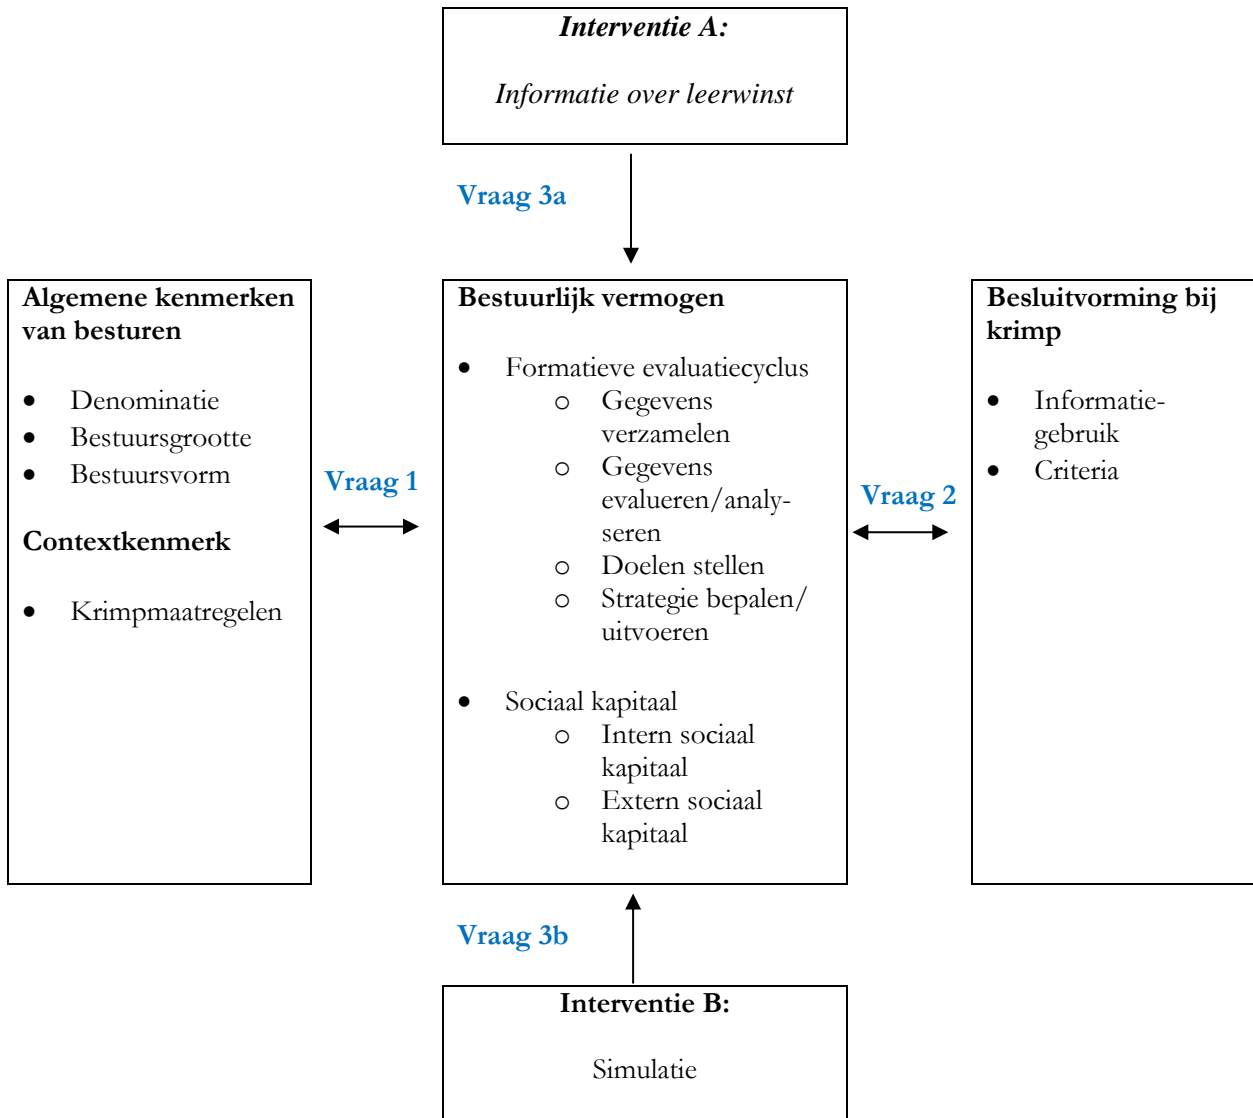 Interventie A:
Informatie over leerwinst
Vraag 3a
Algemene kenmerken
van besturen
• Denominatie
• Bestuursgrootte
• Bestuursvorm
Contextkenmerk
• Krimpmaatregelen
Vraag 1
Bestuurlijk vermogen
• Formatieve evaluatiecyclus
o Gegevens
verzamelen
o Gegevens
evalueren/analy-
seren
o Doelen stellen
o Strategie bepalen/
uitvoeren
• Sociaal kapitaal
o Intern sociaal
kapitaal
o Extern sociaal
kapitaal
Vraag 2
Besluitvorming bij
krimp
• Informatie-
gebruik
• Criteria
Vraag 3b
Interventie B:
Simulatie